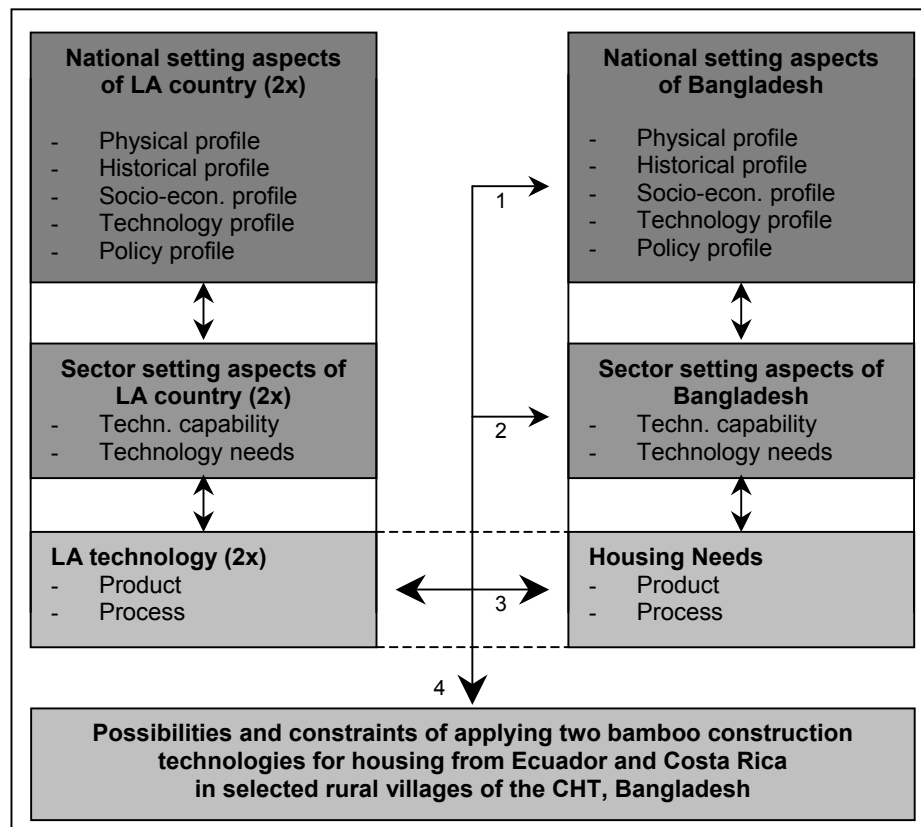 National setting aspects
of LA country (2x)
- Physical profile
- Historical profile
- Socio-econ. profile
- Technology profile
- Policy profile
National setting aspects
of Bangladesh
- Physical profile
- Historical profile
- Socio-econ. profile
- Technology profile
- Policy profile
1
Sector setting aspects of
LA country (2x)
- Techn. capability
- Technology needs
Sector setting aspects of
Bangladesh
- Techn. capability
- Technology needs
2
LA technology (2x)
- Product
- Process
Housing Needs
- Product
- Process
3
4
Possibilities and constraints of applying two bamboo construction
technologies for housing from Ecuador and Costa Rica
in selected rural villages of the CHT, Bangladesh